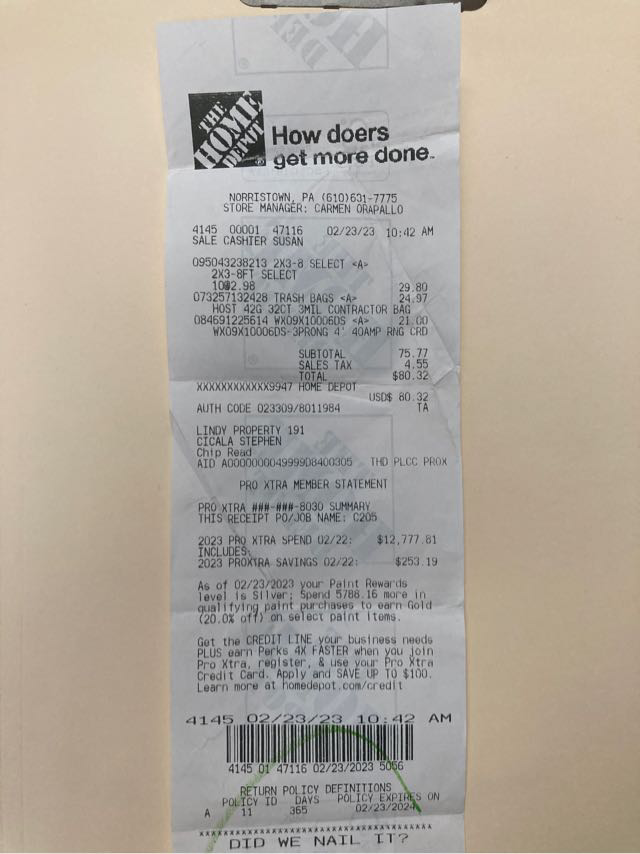 THE
HOME
DEPOT
How doers
get more done™
NORRISTOWN, PA (610)631-7775
STORE MANAGER: CARMEN ORAPALLO
4145 00001 47116 02/23/23 10:42 AM
SALE CASHIER SUSAN
095043238213 2X3-8 SELECT <A>
2X3-8FT SELECT
10@2.98 29.80
073257132428 TRASH BAGS <A> 24.97
HOST 42G 32CT 3MIL CONTRACTOR BAG
084691225614 WX09X10006DS <A> 21.00
WX09X10006DS-3PRONG 4' 40AMP RNG CRD
SUBTOTAL 75.77
SALES TAX 4.55
TOTAL $80.32
XXXXXXXXXXXX9947 HOME DEPOT
USD$ 80.32
AUTH CODE 023309/8011984 TA
LINDY PROPERTY 191
CICALA STEPHEN
Chip Read
AID A0000000049999D8400305 THD PLCC PROX
PRO XTRA MEMBER STATEMENT
PRO XTRA ###-###-8030 SUMMARY
THIS RECEIPT PO/JOB NAME: C205
2023 PRO XTRA SPEND 02/22: $12,777.81
INCLUDES:
2023 PROXTRA SAVINGS 02/22: $253.19
As of 02/23/2023 your Paint Rewards
level is Silver; Spend 5788.16 more in
qualifying paint purchases to earn Gold
(20.0% off) on select paint items.
Get the CREDIT LINE your business needs
PLUS earn Perks 4X FASTER when you join
Pro Xtra, register, & use your Pro Xtra
Credit Card. Apply and SAVE UP TO $100.
Learn more at homedepot.com/credit
4145 02/23/23 10:42 AM
4145 01 47116 02/23/2023 5056
RETURN POLICY DEFINITIONS
POLICY ID DAYS POLICY EXPIRES ON
A 11 365 02/23/2024
DID WE NAIL IT?